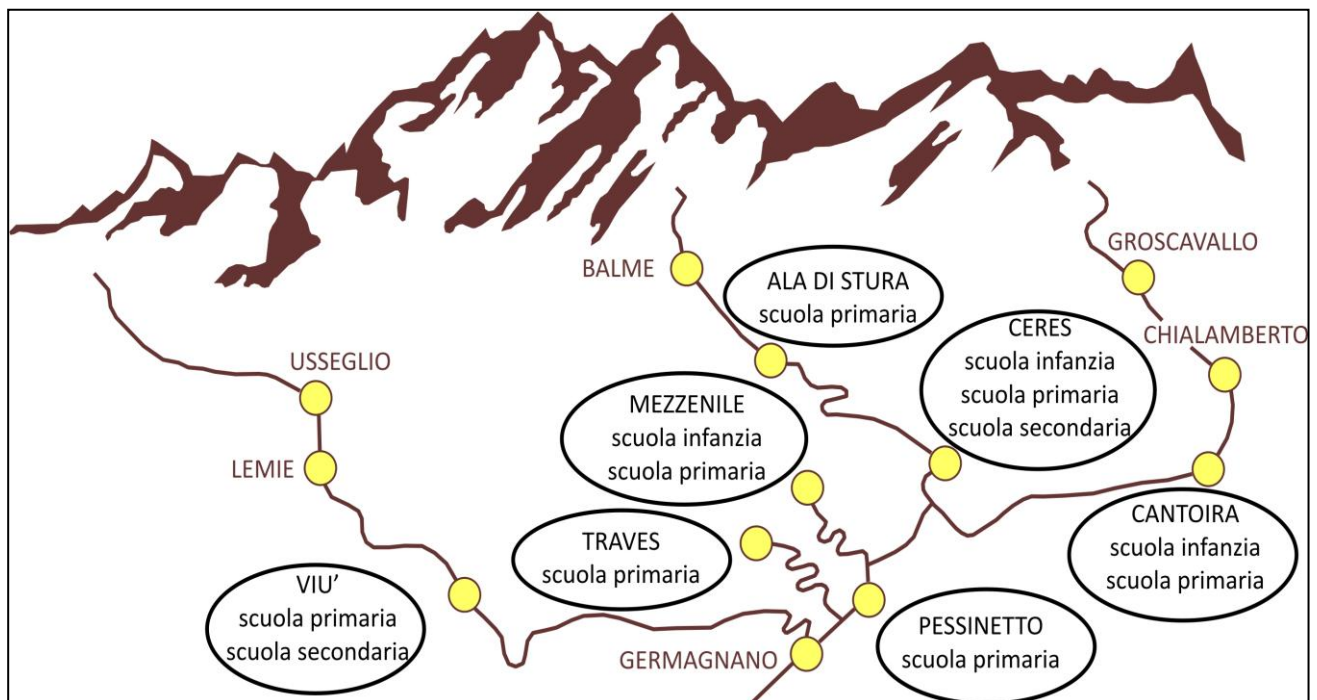 GROSCAVALLO
BALME
ALA DI STURA
scuola primaria
CERES
scuola infanzia
scuola primaria
scuola secondaria
CHIALAMBERTO
USSEGLIO
MEZZENILE
scuola infanzia
scuola primaria
LEMIE
CANTOIRA
scuola infanzia
scuola primaria
TRAVES
scuola primaria
VIU'
scuola primaria
scuola secondaria
PESSINETTO
scuola primaria
GERMAGNANO